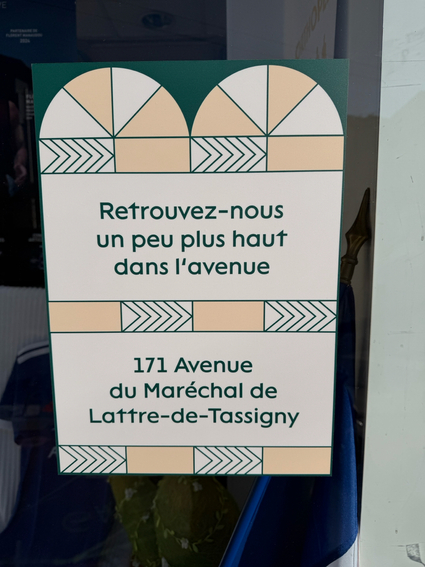 Retrouvez-nous
un peu plus haut
dans l'avenue
171 Avenue
du Maréchal de
Lattre-de-Tassigny